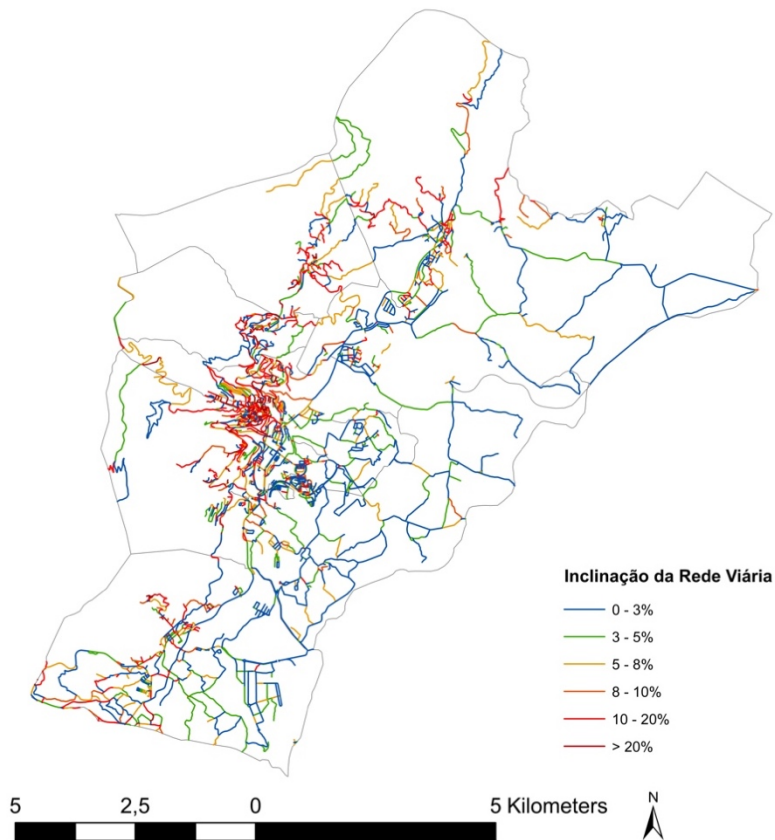 Inclinação da Rede Viária
0 - 3%
3 - 5%
5 - 8%
8 - 10%
10 - 20%
> 20%
5 2,5 0 5 Kilometers
N